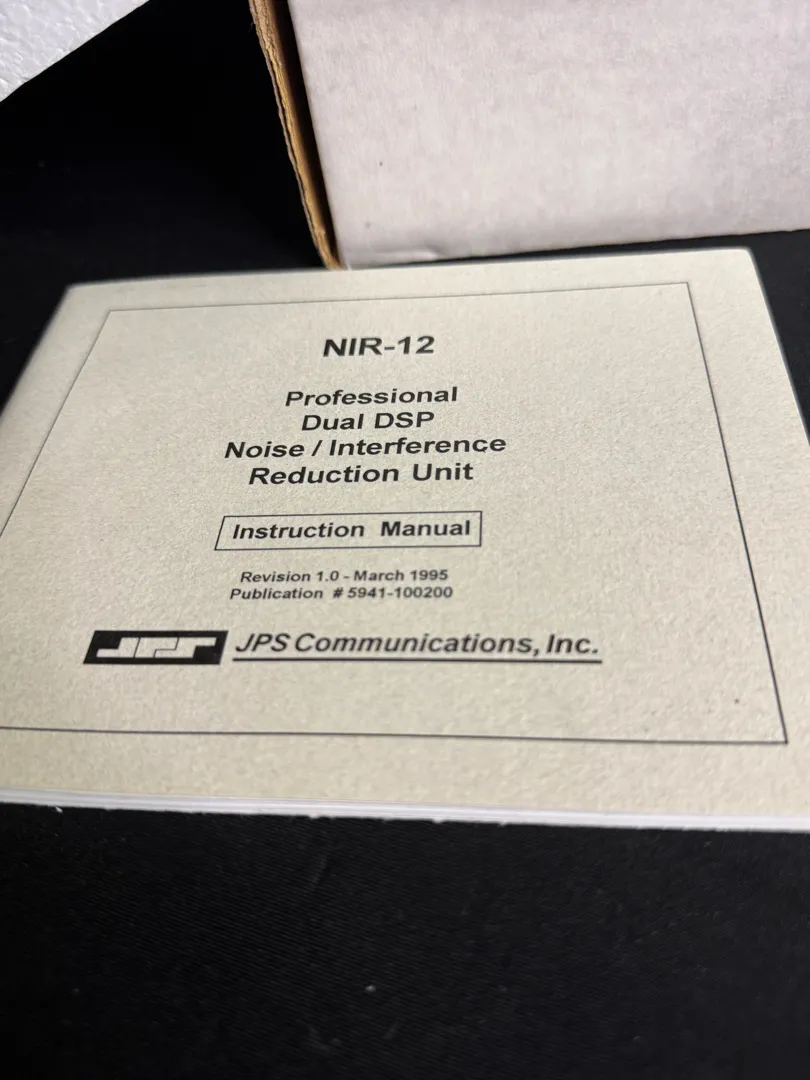 NIR-12
Professional
Dual DSP
Noise / Interference
Reduction Unit
Instruction Manual
Revision 1.0 - March 1995
Publication # 5941-100200
JPS JPS Communications, Inc.